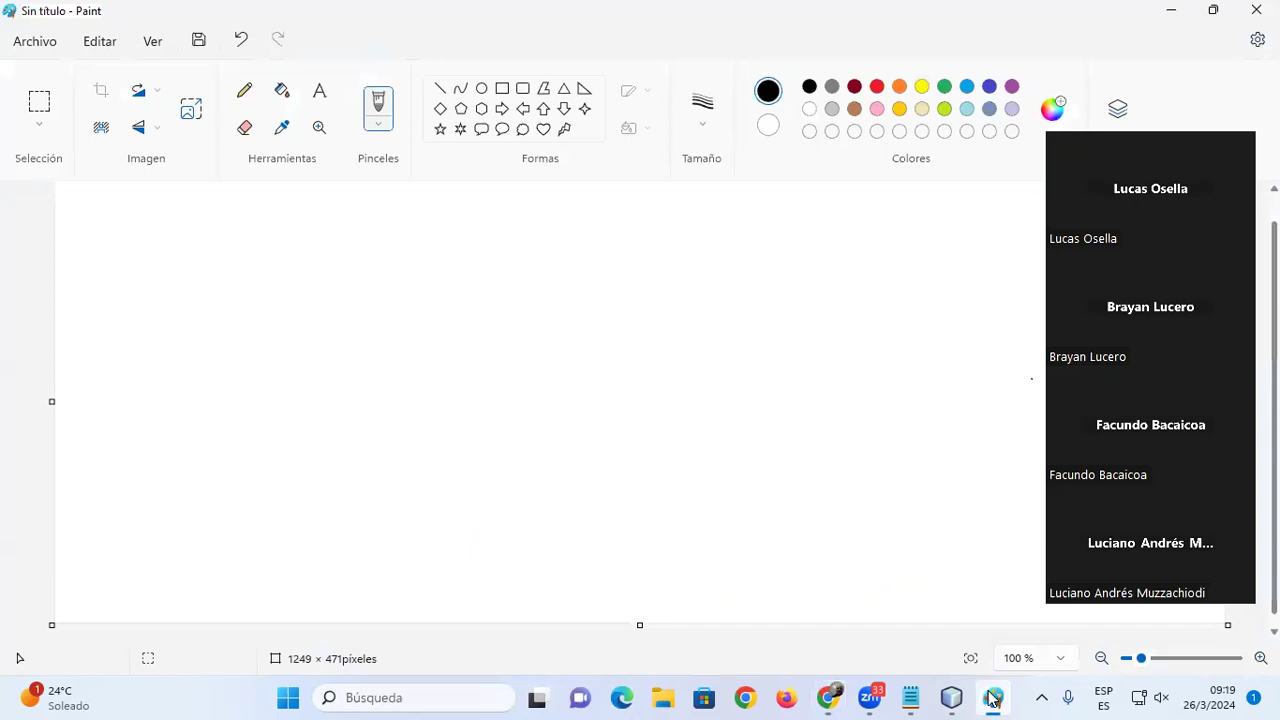 Sin título - Paint
Archivo Editar Ver
Selección Imagen Herramientas Pinceles Formas Tamaño Colores
Lucas Osella
Lucas Osella
Brayan Lucero
Brayan Lucero
Facundo Bacaicoa
Facundo Bacaicoa
Luciano Andrés M...
Luciano Andrés Muzzachiodi
1249 × 471píxeles 100 %
1 24°C
Soleado
Búsqueda
zm 33
ESP
ES
09:19
26/3/2024